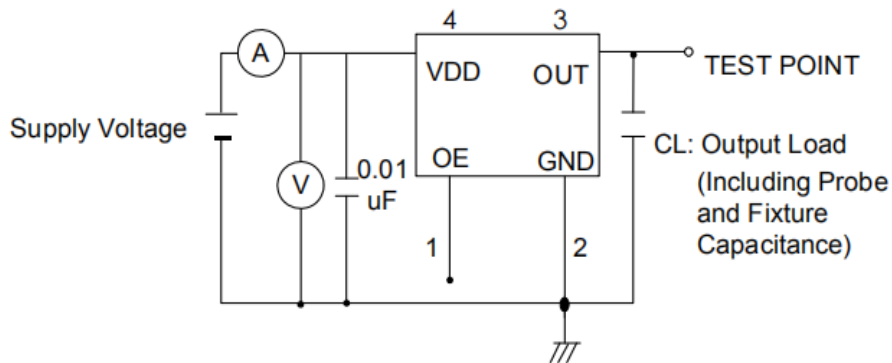 4
3
A
VDD
OUT
TEST POINT
Supply Voltage
OE
GND
CL: Output Load
(Including Probe
and Fixture
Capacitance)
V
0.01
uF
1
2